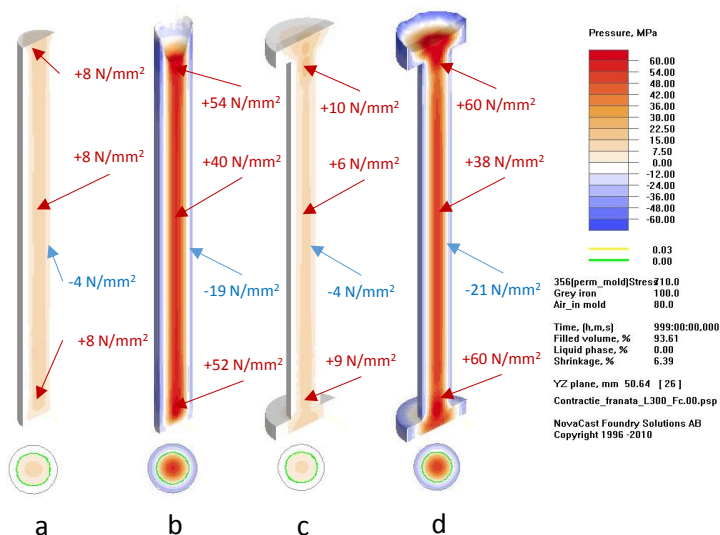 +8 N/mm²
+8 N/mm²
-4 N/mm²
+8 N/mm²
+54 N/mm²
+40 N/mm²
-19 N/mm²
+52 N/mm²
+10 N/mm²
+6 N/mm²
-4 N/mm²
+9 N/mm²
+60 N/mm²
+38 N/mm²
-21 N/mm²
+60 N/mm²
a
b
c
d
Pressure, MPa
60.00
54.00
48.00
42.00
36.00
30.00
22.50
15.00
7.50
0.00
-12.00
-24.00
-36.00
-48.00
-60.00
0.03
0.00
356(perm_mold)Stress710.0
Grey iron 100.0
Air_in mold 80.0
Time, (h,m,s) 999:00:00,000
Filled volume, % 93.61
Liquid phase, % 0.00
Shrinkage, % 6.39
YZ plane, mm 50.64 [ 26 ]
Contractie_franata_L300_Fc.00.psp
NovaCast Foundry Solutions AB
Copyright 1996 -2010